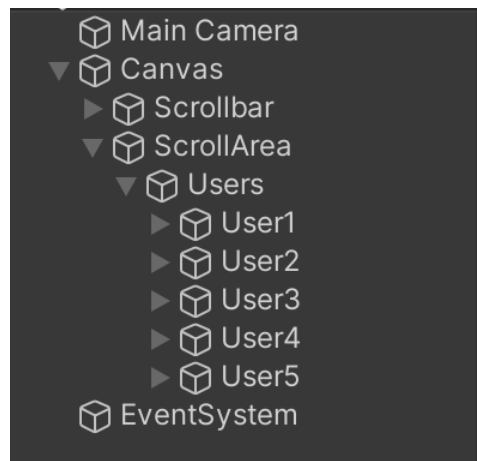 Main Camera
Canvas
Scrollbar
ScrollArea
Users
User1
User2
User3
User4
User5
EventSystem